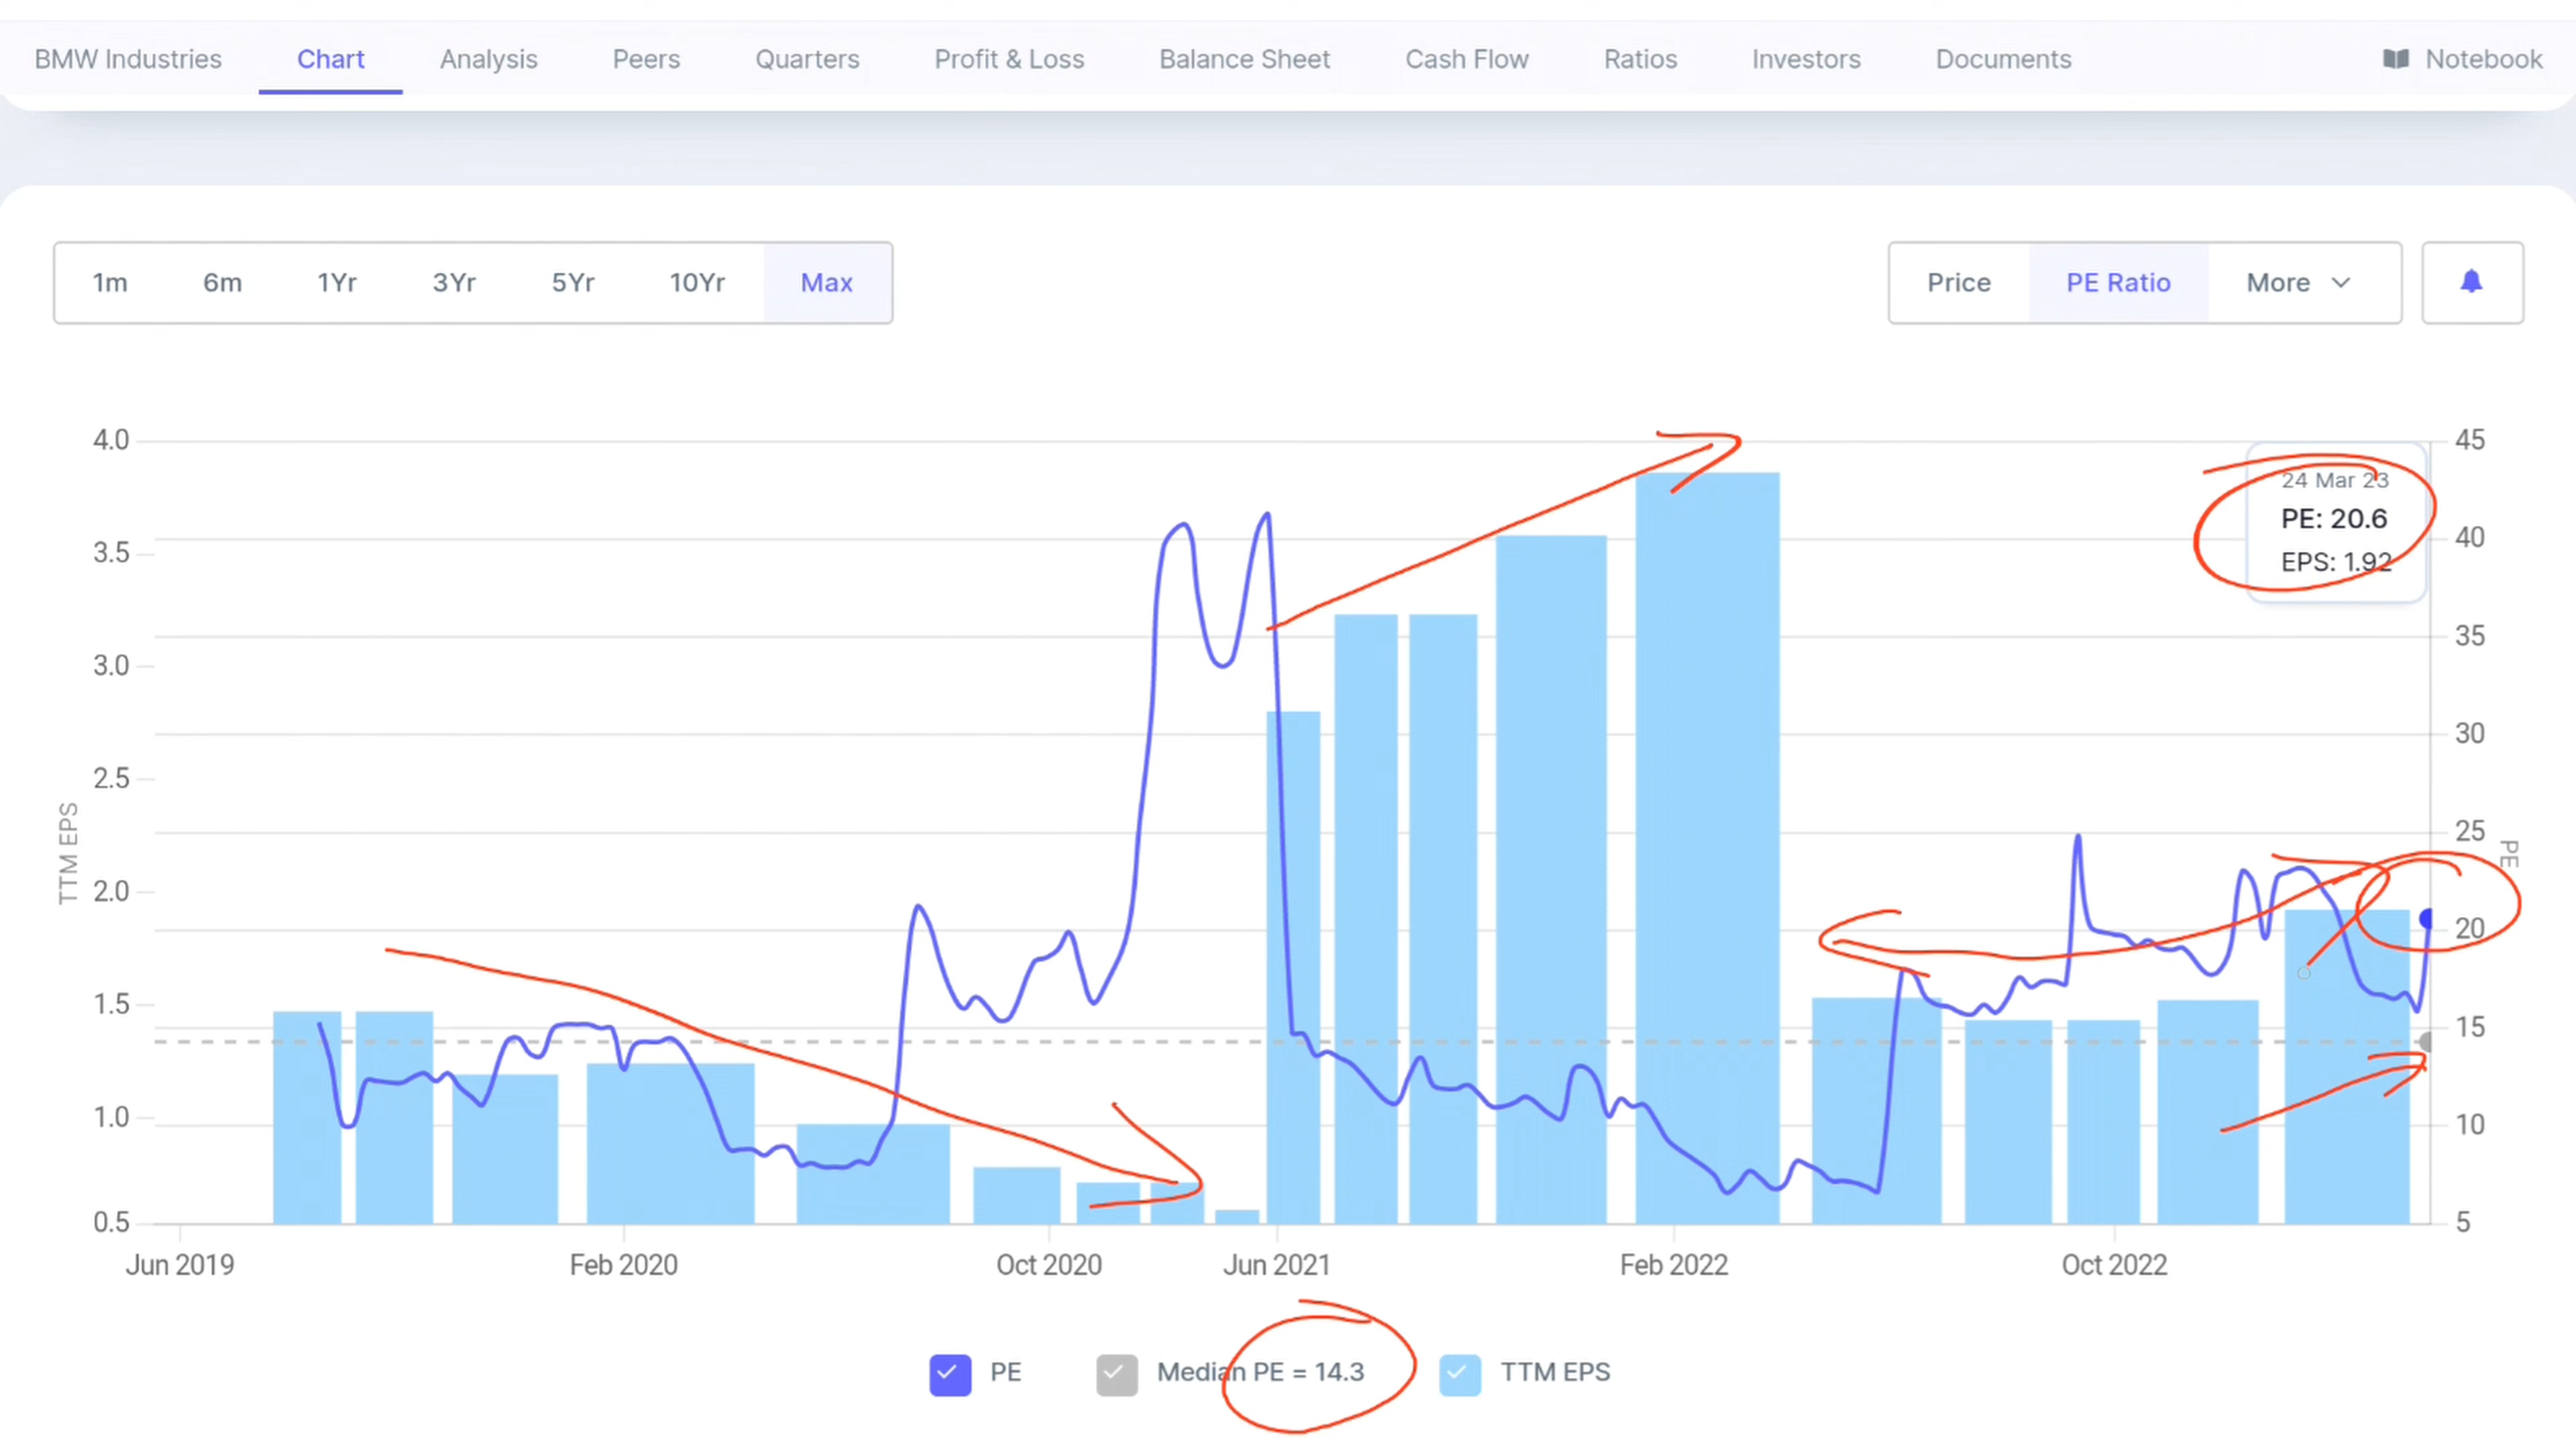 BMW Industries Chart Analysis Peers Quarters Profit & Loss Balance Sheet Cash Flow Ratios Investors Documents Notebook
1m 6m 1Yr 3Yr 5Yr 10Yr Max Price PE Ratio More
4.0 45
24 Mar 23
PE: 20.6
EPS: 1.92
3.5 40
35
3.0
30
2.5
25
TTM EPS
PE
2.0
20
1.5
15
1.0 10
0.5 5
Jun 2019 Feb 2020 Oct 2020 Jun 2021 Feb 2022 Oct 2022
PE Median PE = 14.3 TTM EPS